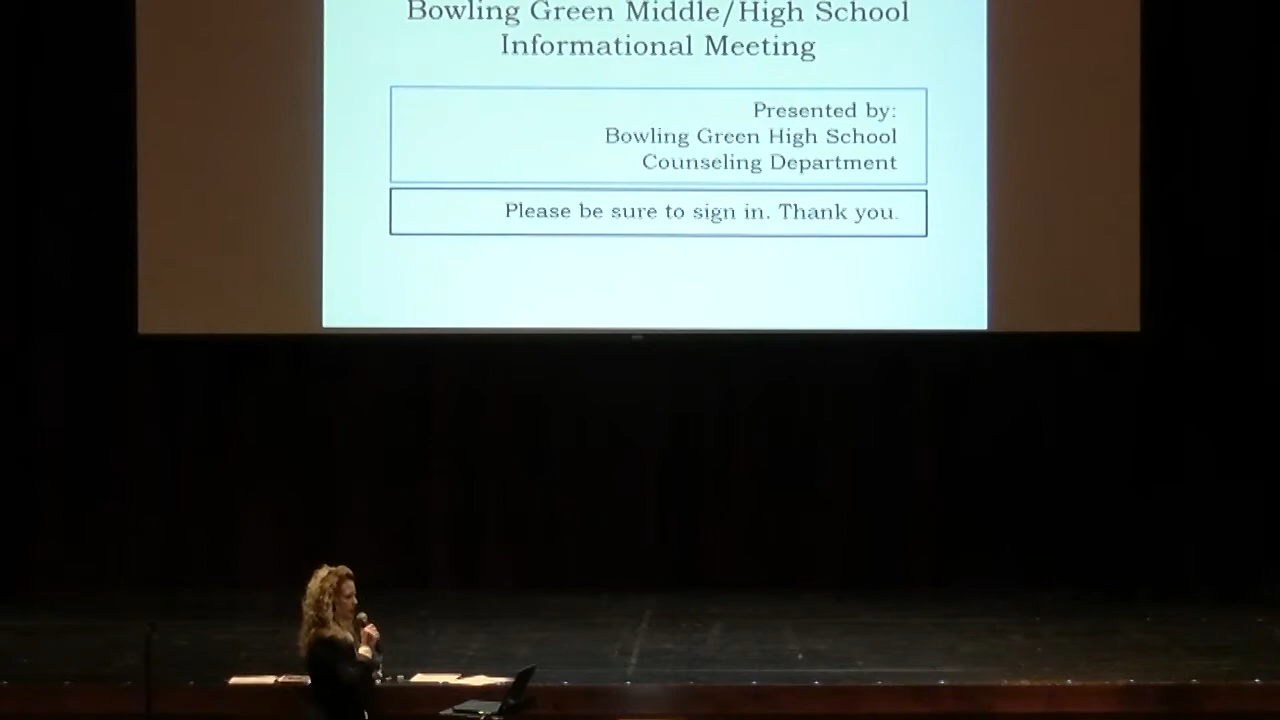 Bowling Green Middle/High School
Informational Meeting
Presented by:
Bowling Green High School
Counseling Department
Please be sure to sign in. Thank you.